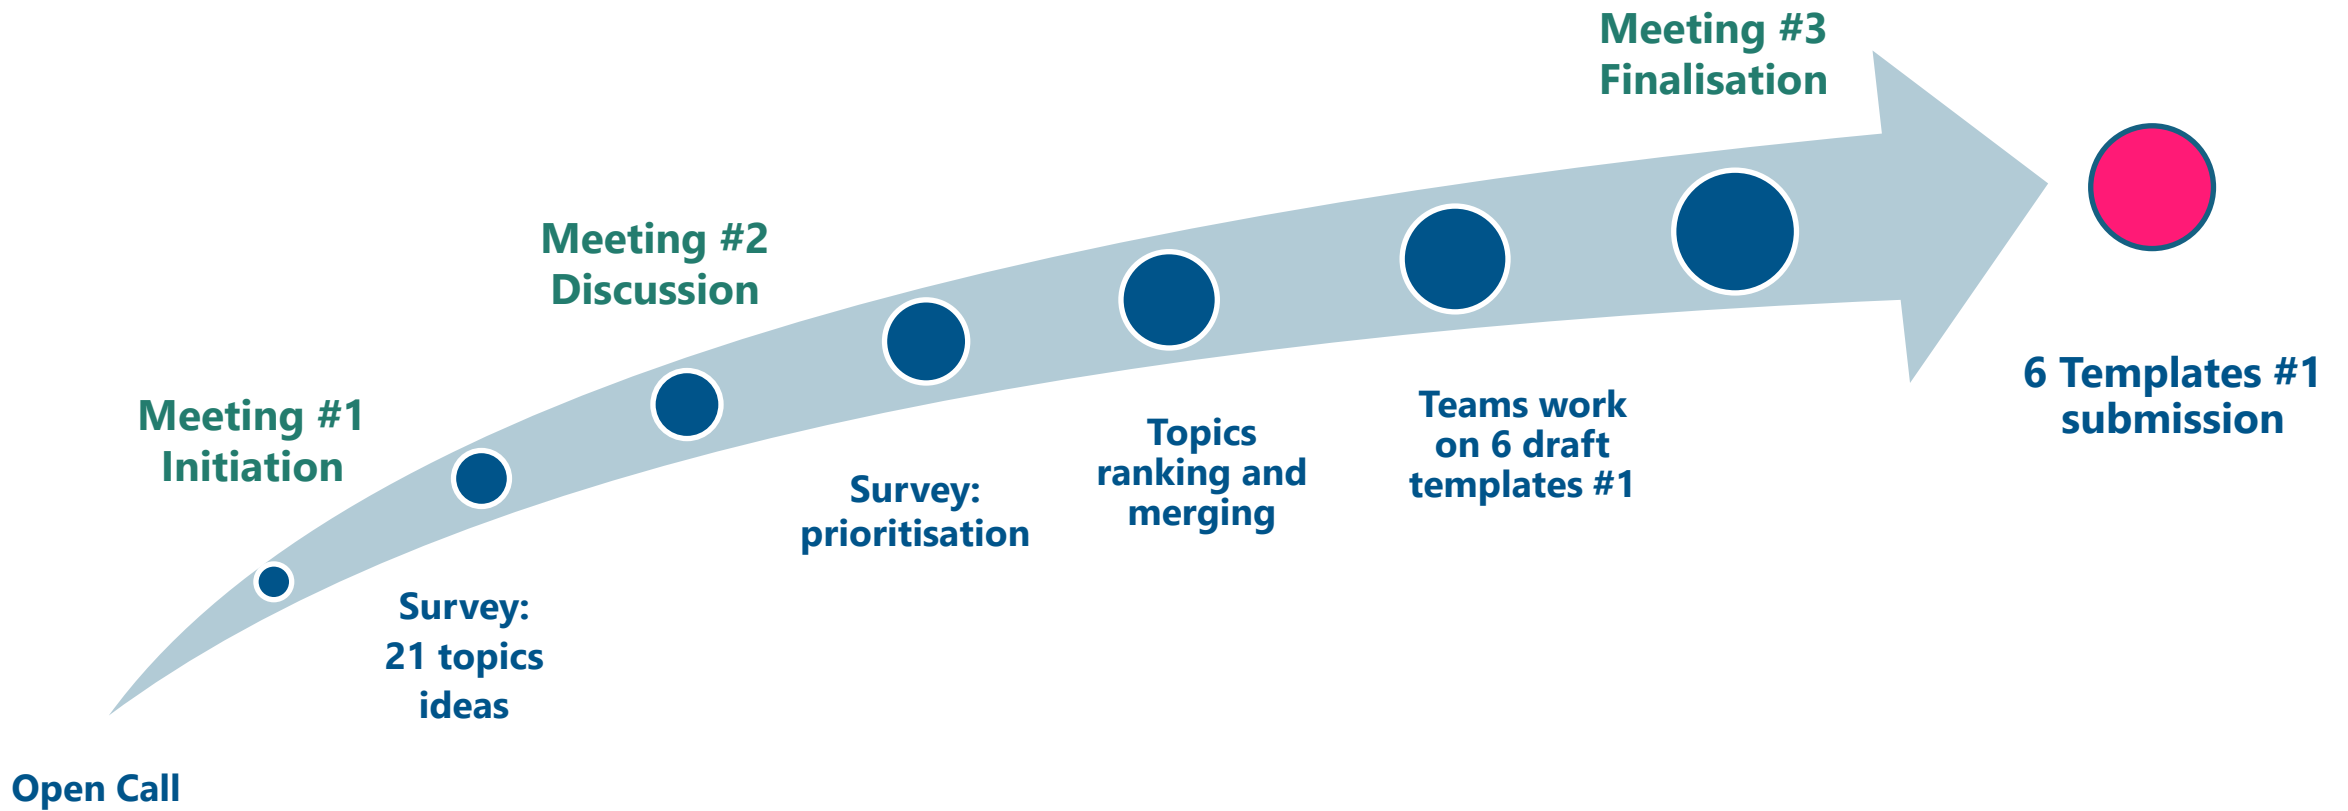 Open Call
Meeting #1
Initiation
Survey:
21 topics
ideas
Meeting #2
Discussion
Survey:
prioritisation
Topics
ranking and
merging
Teams work
on 6 draft
templates #1
Meeting #3
Finalisation
6 Templates #1
submission